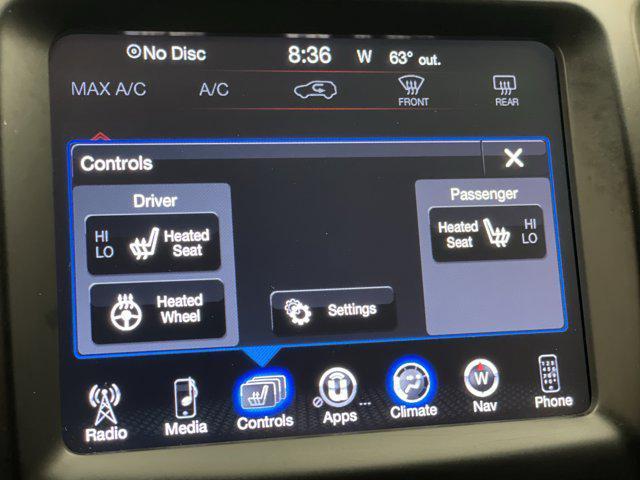 No Disc 8:36 W 63° out.
MAX A/C A/C FRONT REAR
Controls X
Driver Passenger
HI LO Heated Seat
Heated Seat HI LO
Heated Wheel
Settings
Radio Media Controls Apps Climate W Nav Phone